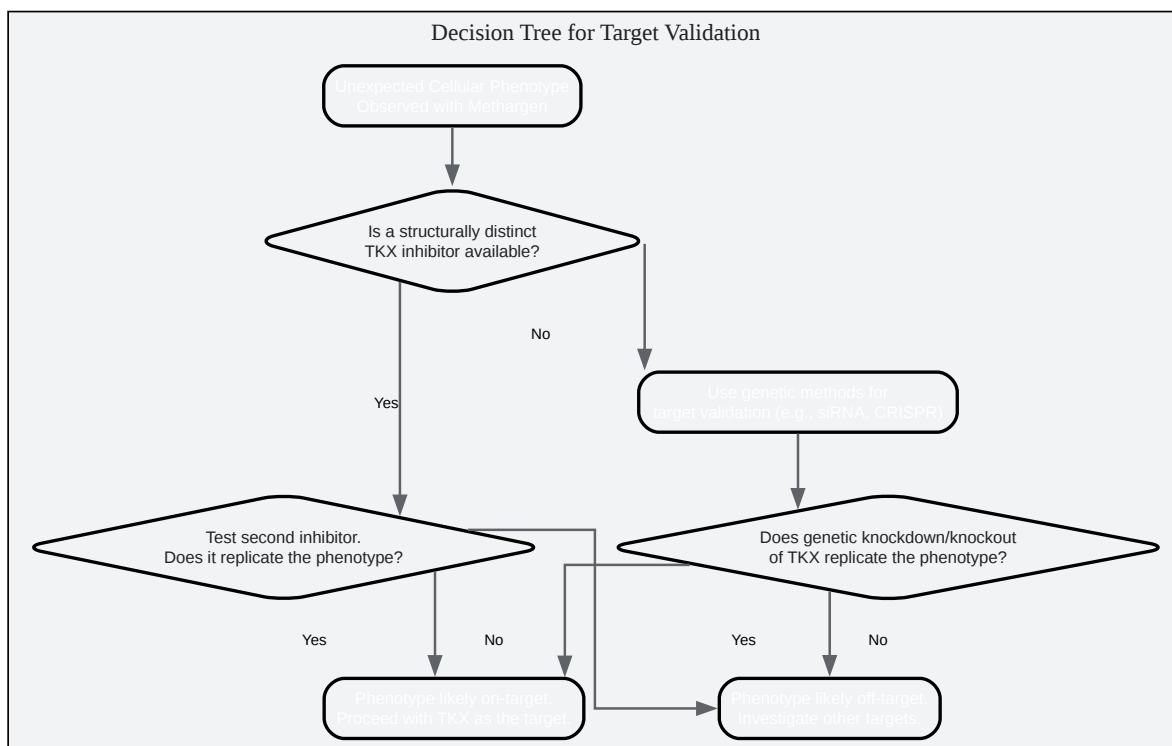 Decision Tree for Target Validation
Unexpected Cellular Phenotype
Observed with Methargen
Is a structurally distinct
TKX inhibitor available?
No
Yes
Use genetic methods for
target validation (e.g., siRNA, CRISPR)
Test second inhibitor.
Does it replicate the phenotype?
Does genetic knockdown/knockout
of TKX replicate the phenotype?
Yes
No
Yes
No
Phenotype likely on-target.
Proceed with TKX as the target.
Phenotype likely off-target.
Investigate other targets.